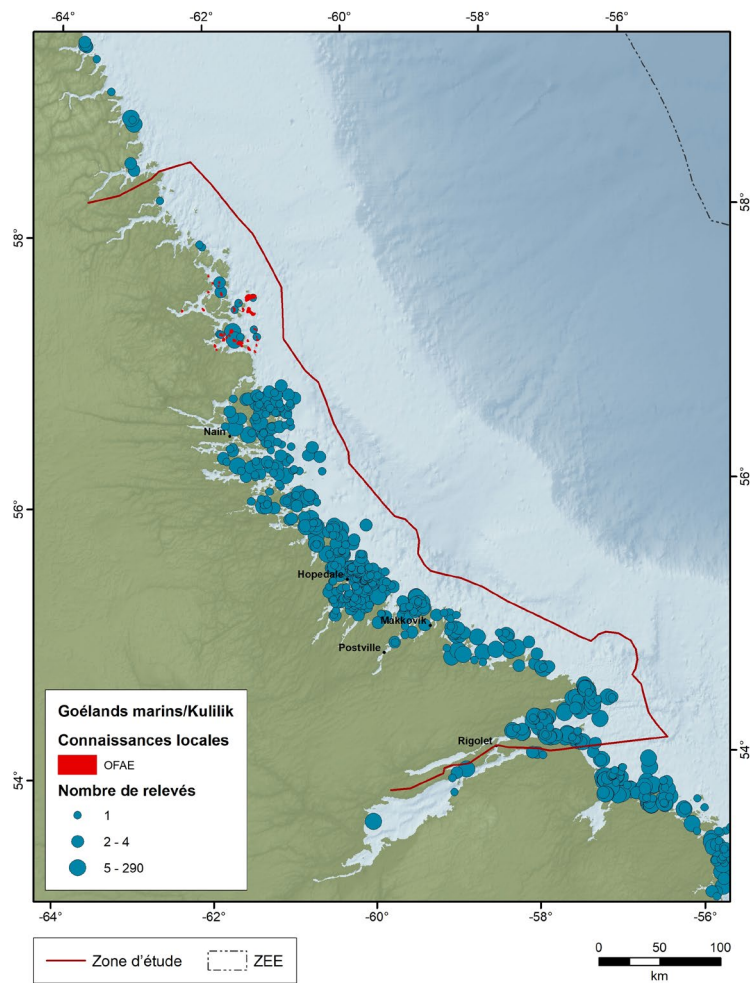 -64°
-62°
-60°
-58°
-56°
58°
58°
56°
56°
54°
54°
Nain
Hopedale
Makkovik
Postville
Rigolet
Goélands marins/Kulilik
Connaissances locales
OFAE
Nombre de relevés
1
2 - 4
5 - 290
-64°
-62°
-60°
-58°
-56°
Zone d'étude
ZEE
0 50 100
km